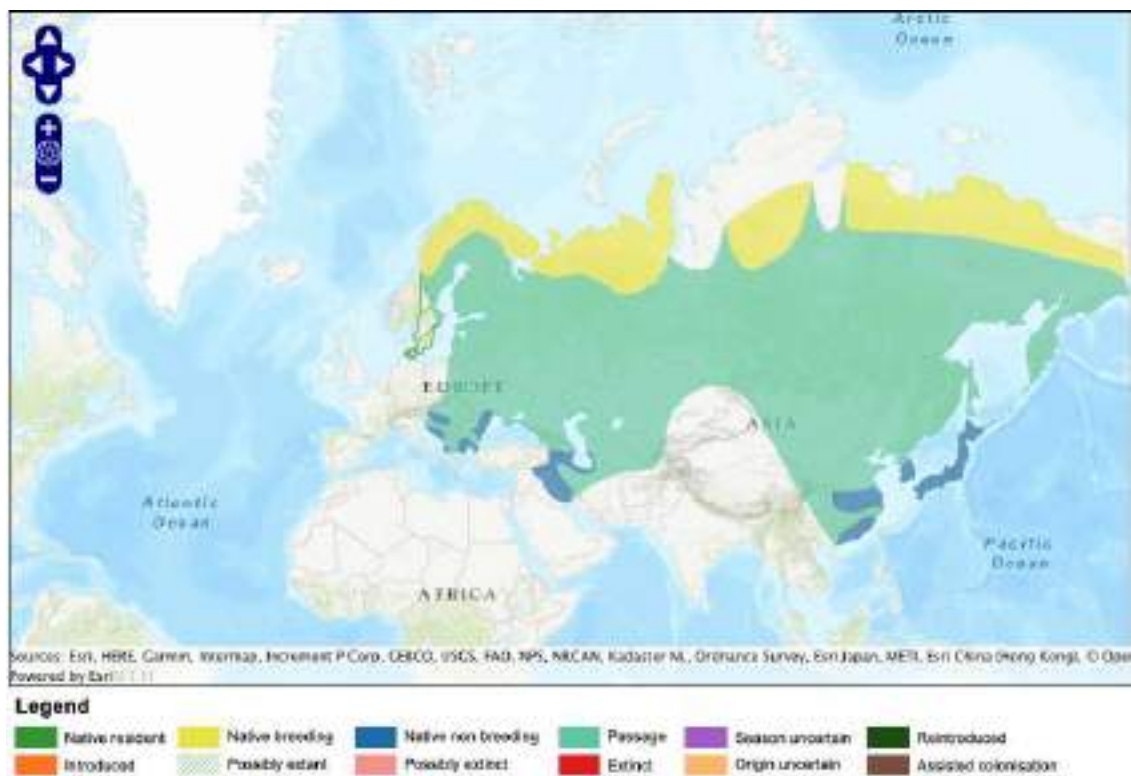 Arctic
Ocean
EUROPE
ASIA
Atlantic
Ocean
Pacific
Ocean
AFRICA
Sources: Esri, HERE, Garmin, Intermap, Increment P Corp, GEBCO, USGS, FAO, NPS, NRCAN, Kadaster NL, Ordnance Survey, Esri Japan, METI, Esri China (Hong Kong), © Open
Powered by Esri
Legend
Native resident Native breeding Native non breeding Passage Season uncertain Reintroduced
Introduced Possibly extant Possibly extinct Extinct Origin uncertain Assisted colonisation